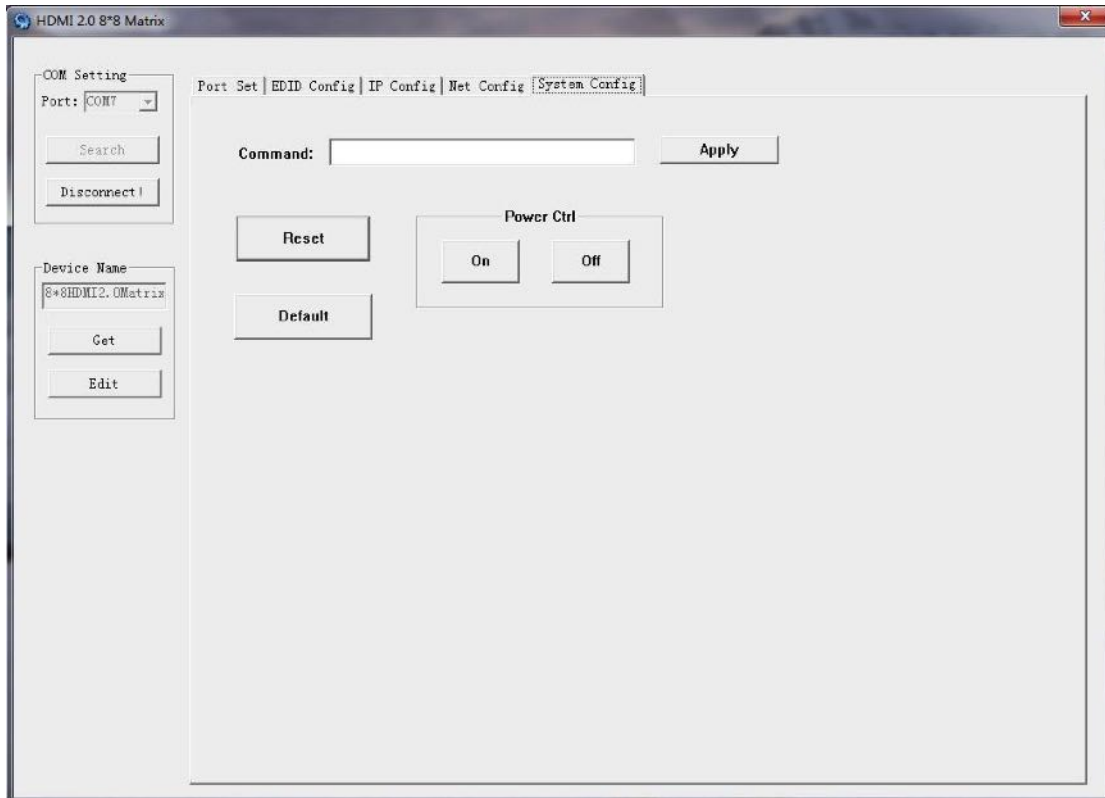 HDMI 2.0 8*8 Matrix
COM Setting
Port: COM7
Search
Disconnect!
Device Name
8*8HDMI2.0Matrix
Get
Edit
Port Set EDID Config IP Config Net Config System Config
Command: Apply
Reset
Default
Power Ctrl
On Off